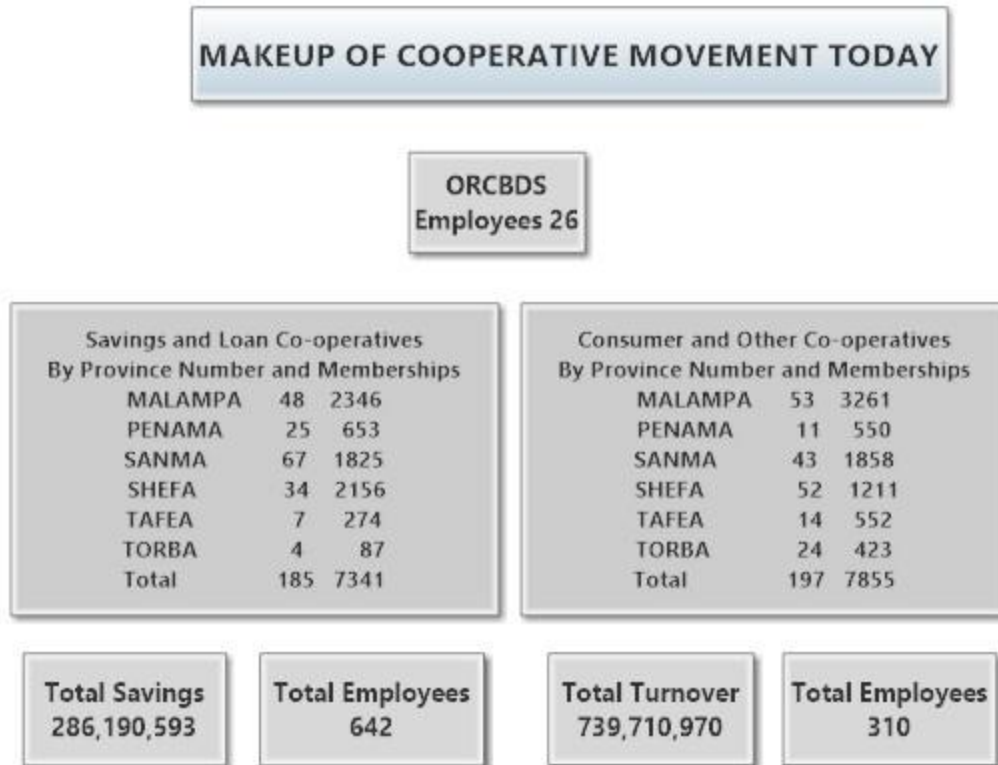 MAKEUP OF COOPERATIVE MOVEMENT TODAY
ORCBDS
Employees 26
Savings and Loan Co-operatives
By Province Number and Memberships
MALAMPA 48 2346
PENAMA 25 653
SANMA 67 1825
SHEFA 34 2156
TAFEA 7 274
TORBA 4 87
Total 185 7341
Consumer and Other Co-operatives
By Province Number and Memberships
MALAMPA 53 3261
PENAMA 11 550
SANMA 43 1858
SHEFA 52 1211
TAFEA 14 552
TORBA 24 423
Total 197 7855
Total Savings
286,190,593
Total Employees
642
Total Turnover
739,710,970
Total Employees
310